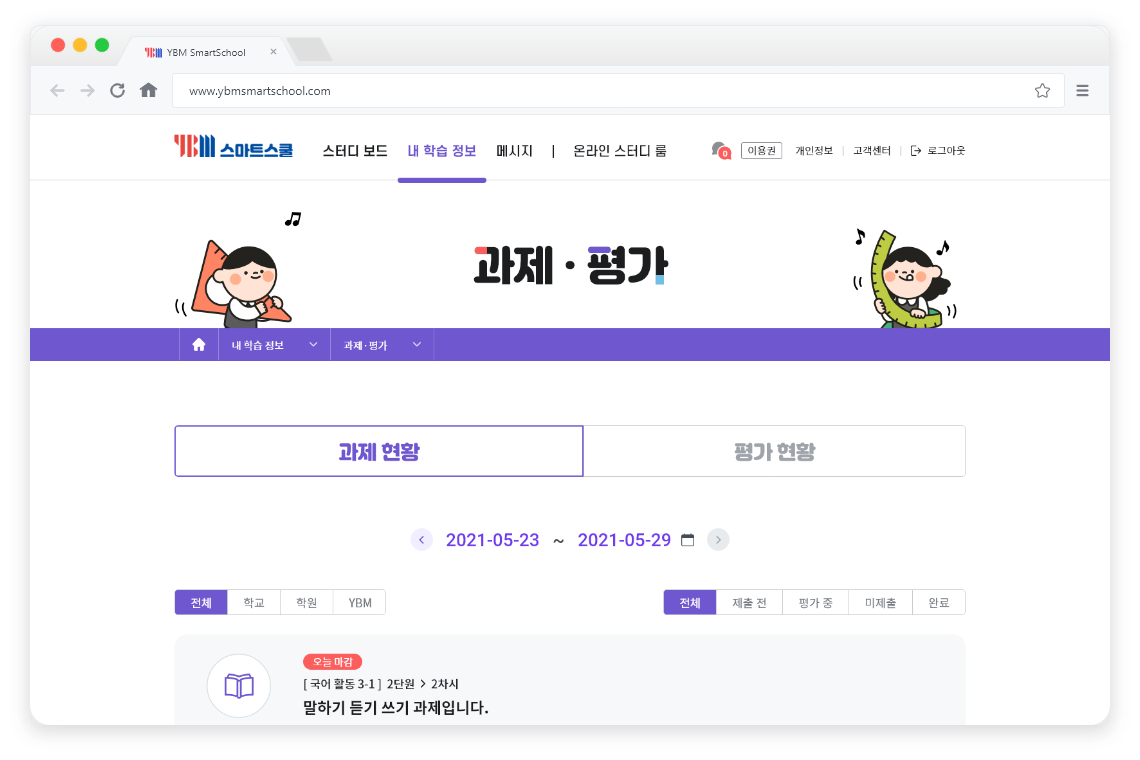 YBM YBM SmartSchool
www.ybmsmartschool.com
YBM 스마트스쿨 스터디 보드 내 학습 정보 메시지 | 온라인 스터디 룸 0 이용권 개인정보 고객센터 로그아웃
과제 · 평가
내 학습 정보 과제 · 평가
과제 현황 평가 현황
2021-05-23 ~ 2021-05-29
전체 학교 학원 YBM 전체 제출 전 평가 중 미제출 완료
오늘 마감
[ 국어 활동 3-1 ] 2단원 > 2차시
말하기 듣기 쓰기 과제입니다.